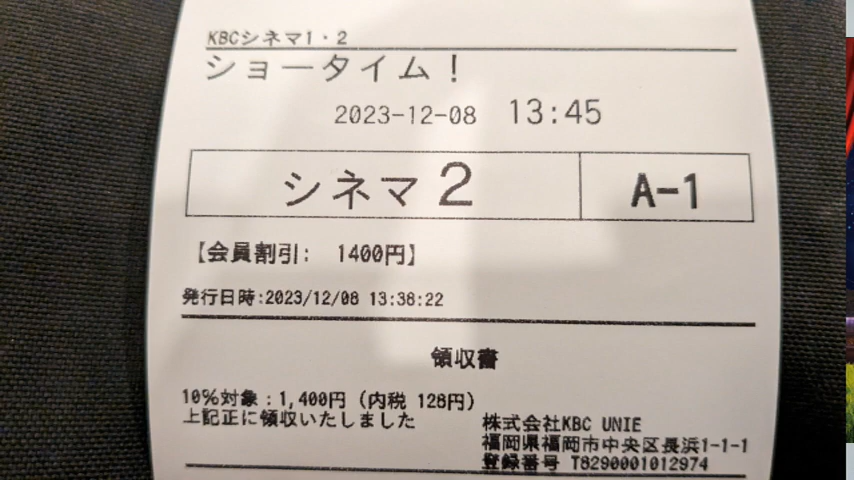 KBCシネマ1・2
ショータイム！
2023-12-08 13:45
シネマ2 A-1
【会員割引： 1400円】
発行日時:2023/12/08 13:38:22
領収書
10%対象：1,400円（内税 128円）
上記正に領収いたしました
株式会社KBC UNIE
福岡県福岡市中央区長浜1-1-1
登録番号 T8290001012974